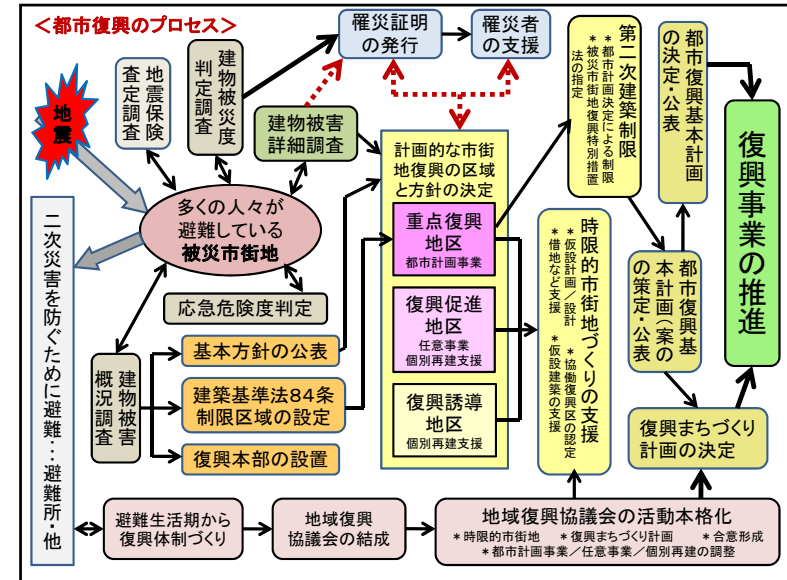 ＜都市復興のプロセス＞
地震
地震保険
査定調査
建物被災度
判定調査
罹災証明
の発行
罹災者
の支援
建物被害
詳細調査
多くの人々が
避難している
被災市街地
応急危険度判定
二次災害を防ぐために避難…避難所・他
建物被害
概況調査
基本方針の公表
建築基準法84条
制限区域の設定
復興本部の設置
計画的な市街
地復興の区域
と方針の決定
重点復興
地区
都市計画事業
復興促進
地区
任意事業
個別再建支援
復興誘導
地区
個別再建支援
第二次建築制限
＊都市計画決定による制限
＊被災市街地復興特別措置
法の指定
時限的市街地づくりの支援
＊仮設計画／設計　＊協働復興区の認定
＊借地など支援　＊仮設建築の支援
都市復興基本計画
の決定・公表
都市復興基
本計画（案の
の策定・公表
復興まちづくり
計画の決定
復興事業の推進
避難生活期から
復興体制づくり
地域復興
協議会の結成
地域復興協議会の活動本格化
＊時限的市街地　＊復興まちづくり計画　＊合意形成
＊都市計画事業／任意事業／個別再建の調整